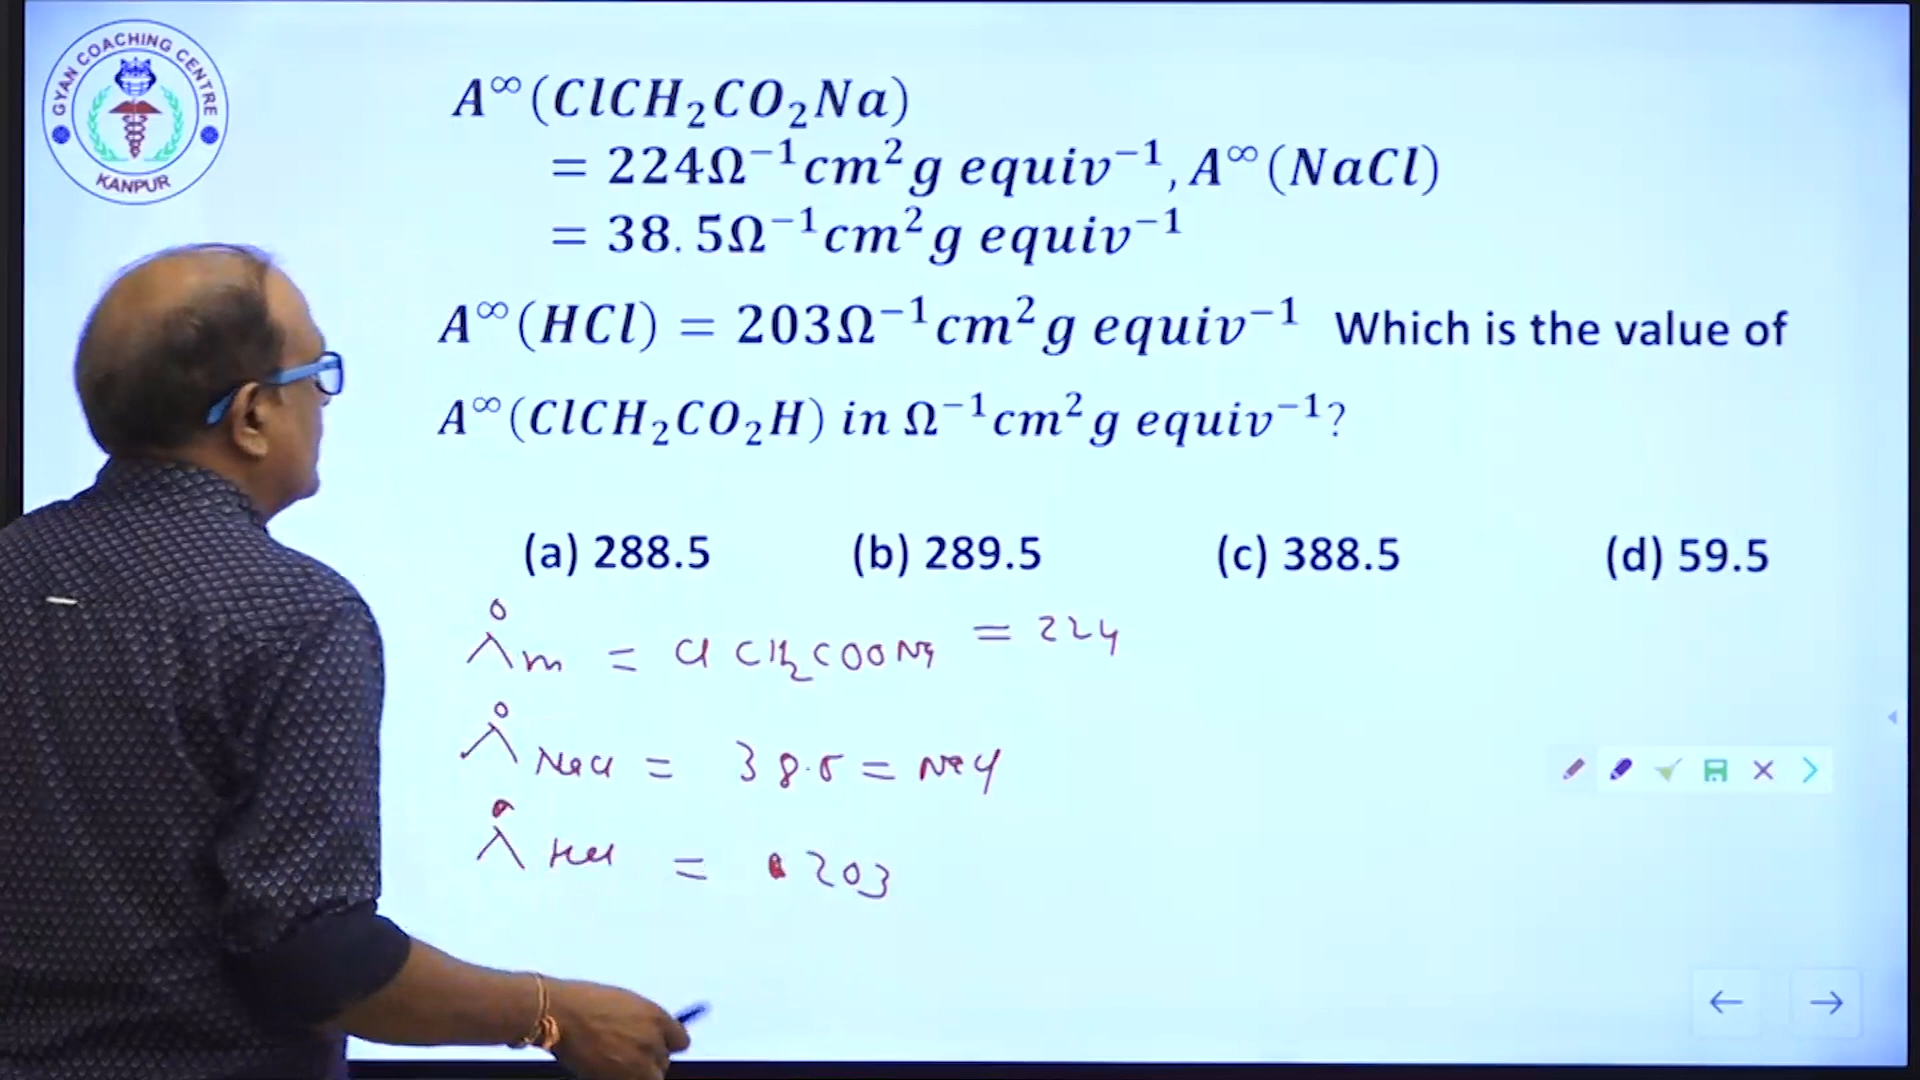 GYAN COACHING CENTRE
KANPUR
A∞(ClCH₂CO₂Na)
= 224Ω⁻¹cm²g equiv⁻¹, A∞(NaCl)
= 38.5Ω⁻¹cm²g equiv⁻¹
A∞(HCl) = 203Ω⁻¹cm²g equiv⁻¹ Which is the value of
A∞(ClCH₂CO₂H) in Ω⁻¹cm²g equiv⁻¹?
(a) 288.5 (b) 289.5 (c) 388.5 (d) 59.5
λ°m = Cl CH₂COONa = 224
λ° NaCl = 38.5 = NaCl
λ° HCl = 203